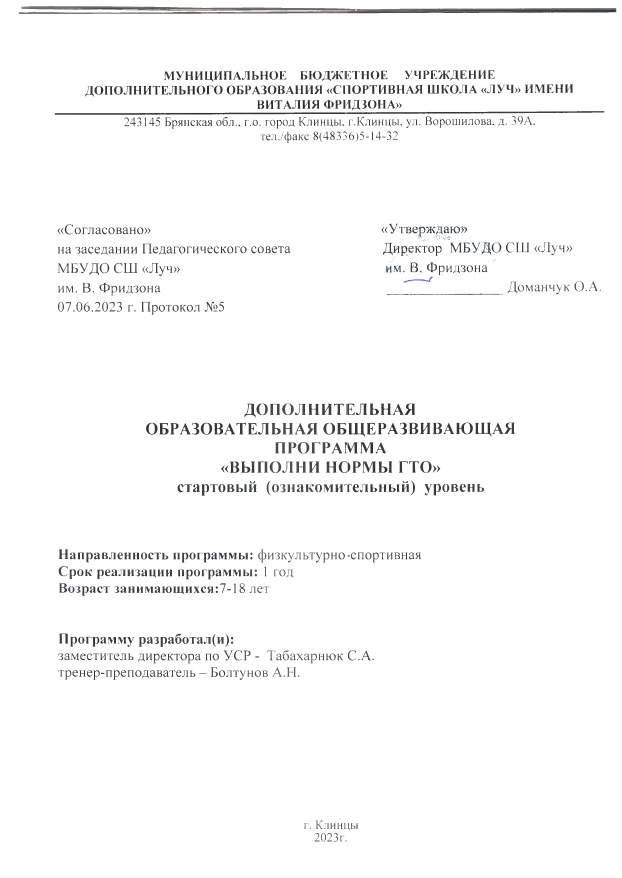 МУНИЦИПАЛЬНОЕ БЮДЖЕТНОЕ УЧРЕЖДЕНИЕ
ДОПОЛНИТЕЛЬНОГО ОБРАЗОВАНИЯ «СПОРТИВНАЯ ШКОЛА «ЛУЧ» ИМЕНИ
ВИТАЛИЯ ФРИДЗОНА»
243145 Брянская обл., г.о. город Клинцы, г.Клинцы, ул. Ворошилова, д. 39А,
тел./факс 8(48336)5-14-32
«Согласовано»
на заседании Педагогического совета
МБУДО СШ «Луч»
им. В. Фридзона
07.06.2023 г. Протокол №5
«Утверждаю»
Директор МБУДО СШ «Луч»
им. В. Фридзона
Доманчук О.А.
ДОПОЛНИТЕЛЬНАЯ
ОБРАЗОВАТЕЛЬНАЯ ОБЩЕРАЗВИВАЮЩАЯ
ПРОГРАММА
«ВЫПОЛНИ НОРМЫ ГТО»
стартовый (ознакомительный) уровень
Направленность программы: физкультурно-спортивная
Срок реализации программы: 1 год
Возраст занимающихся:7-18 лет
Программу разработал(и):
заместитель директора по УСР - Табахарнюк С.А.
тренер-преподаватель – Болтунов А.Н.
г. Клинцы
2023г.